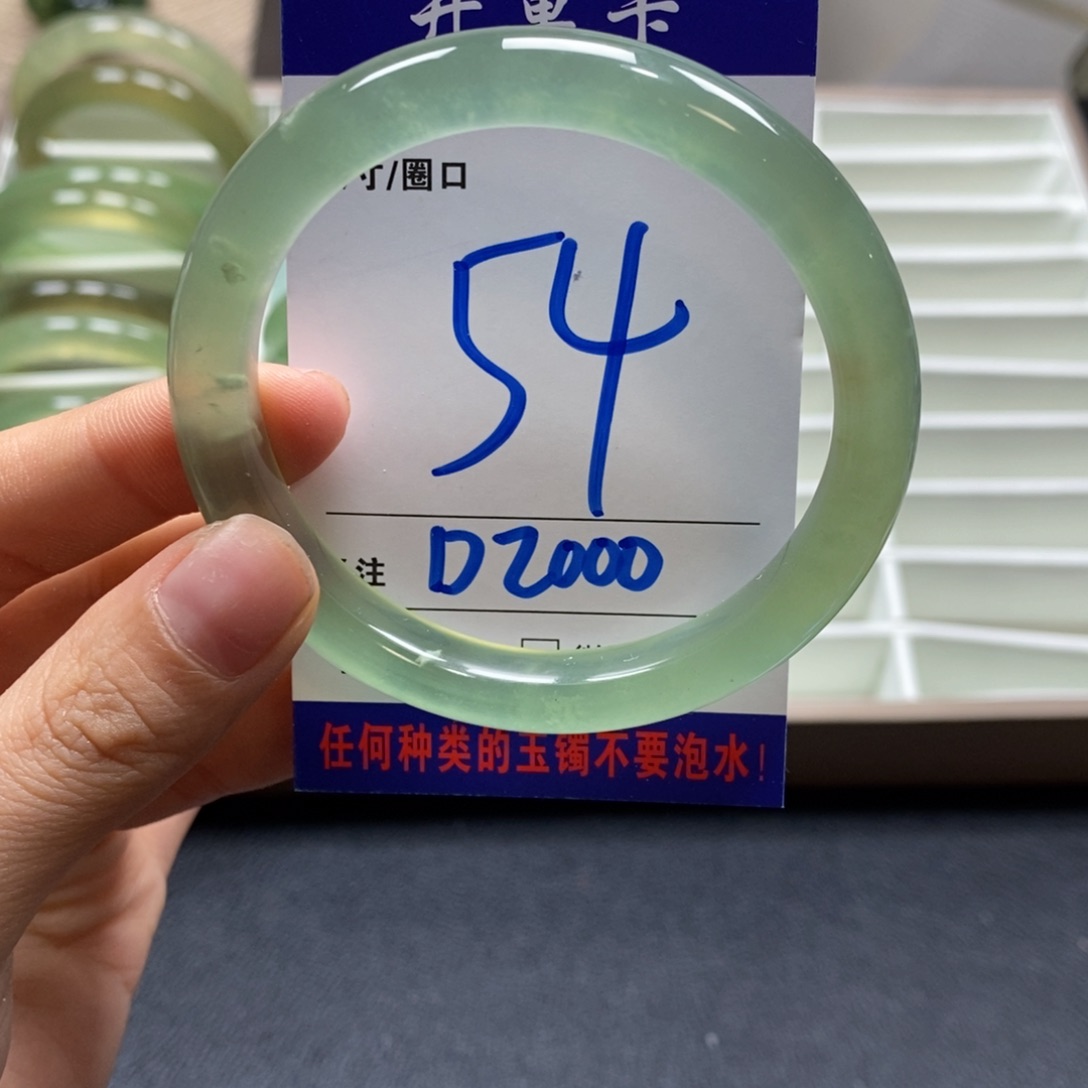 寸/圈口
54
注 D2000
任何种类的玉镯不要泡水！